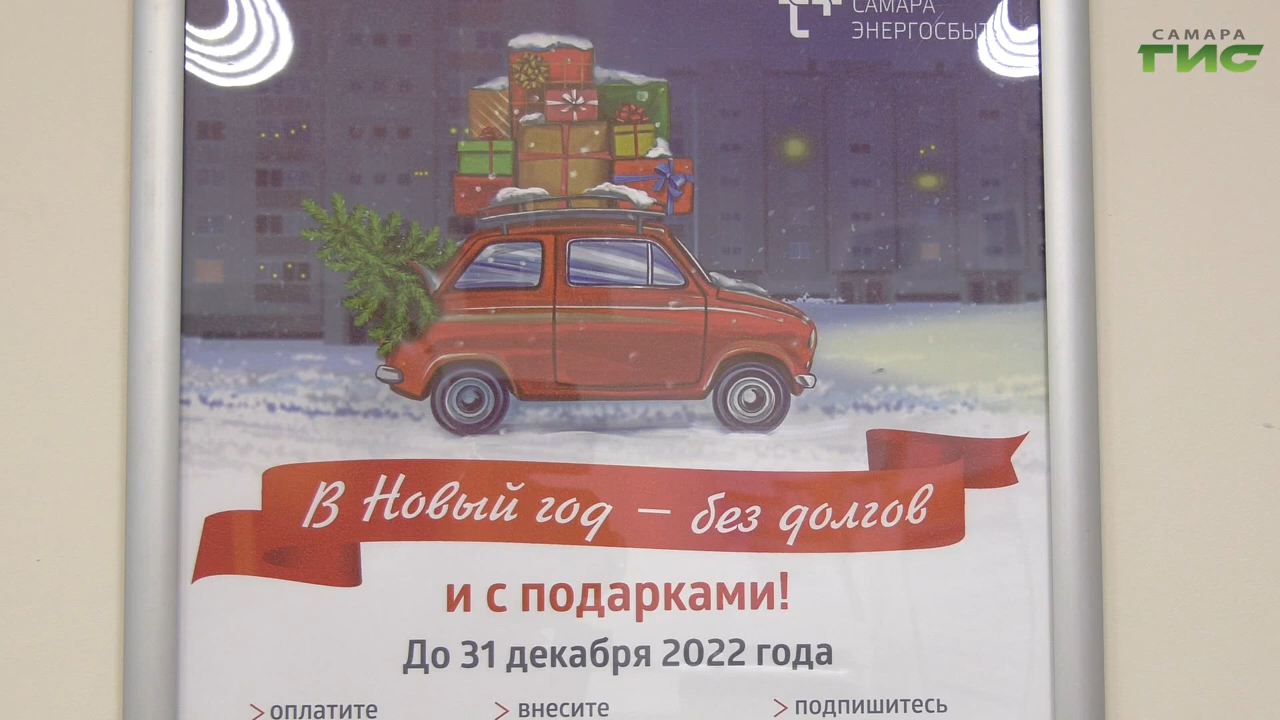 САМАРА
ЭНЕРГОСБЫТ
САМАРА
ГИС
В Новый год – без долгов
и с подарками!
До 31 декабря 2022 года
оплатите
внесите
подпишитесь